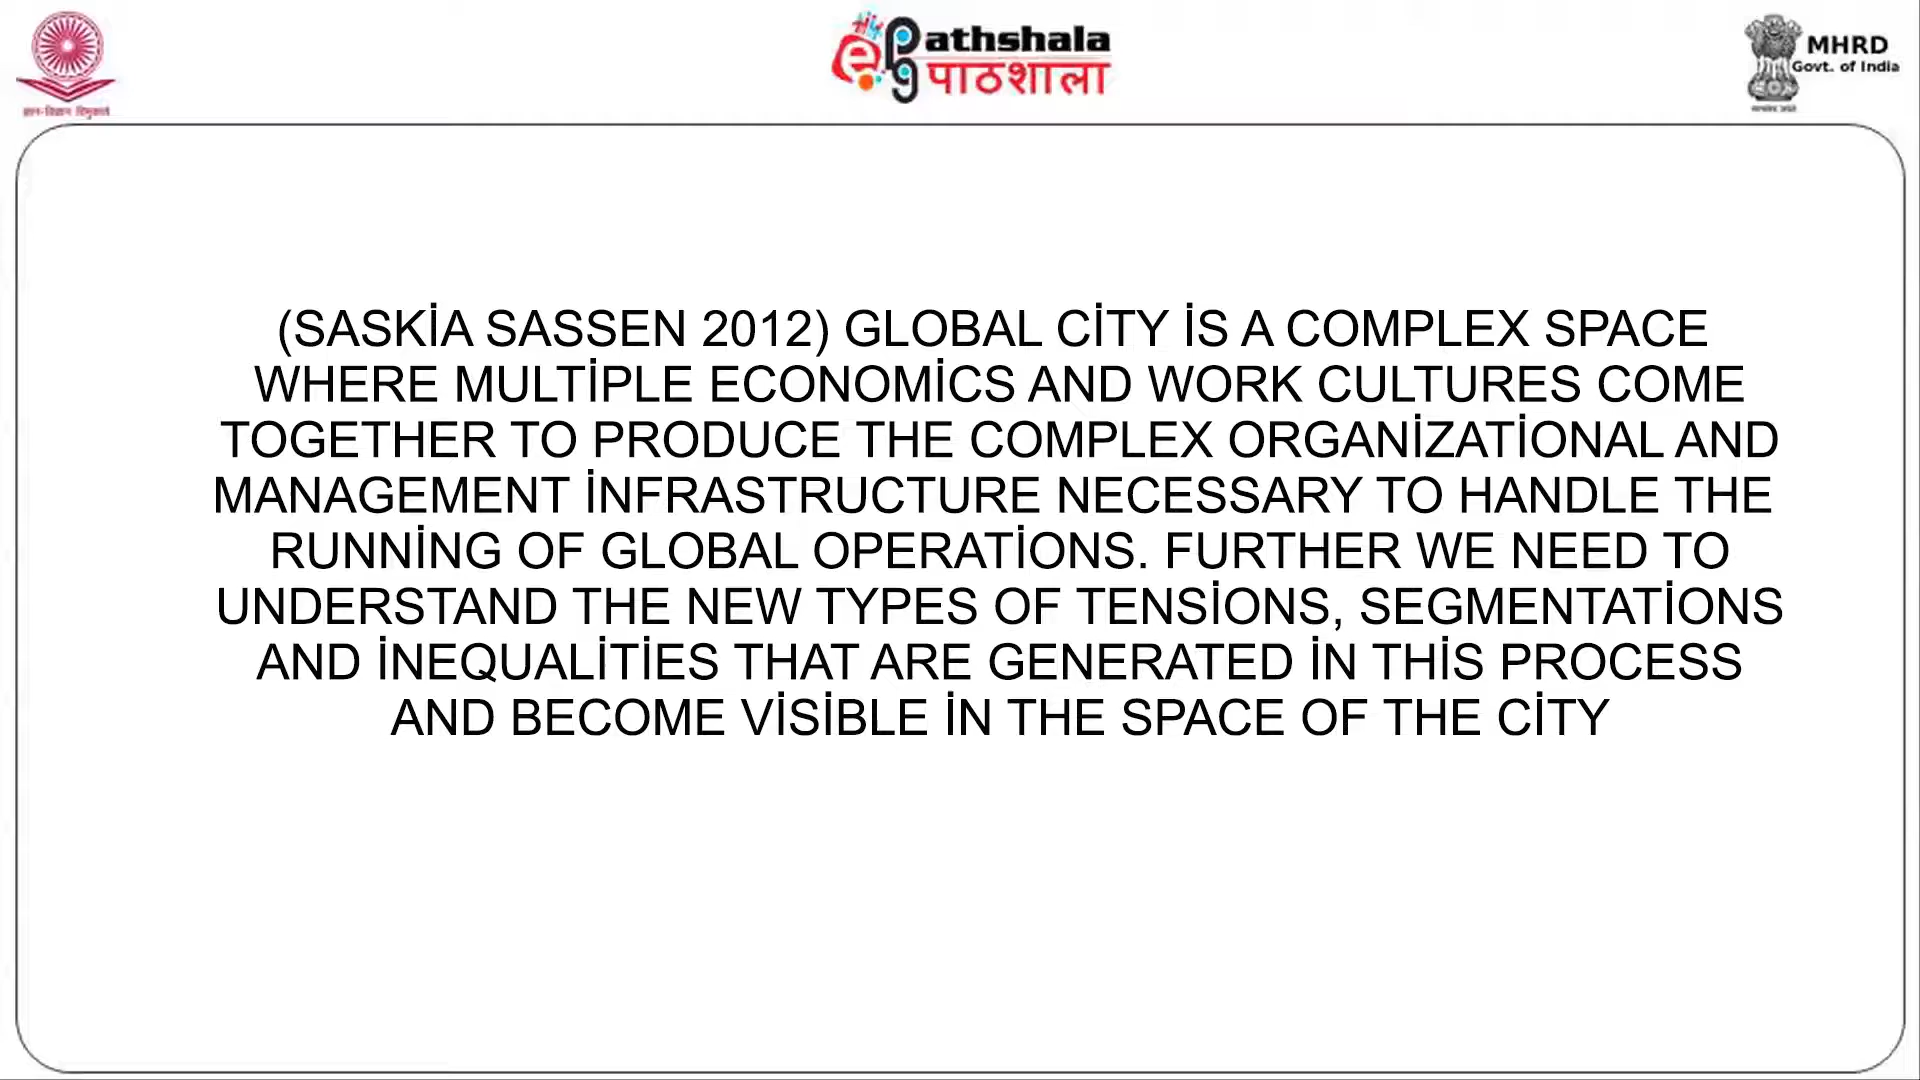 ePG Pathshala
पाठशाला
MHRD
Govt. of India
(SASKİA SASSEN 2012) GLOBAL CİTY İS A COMPLEX SPACE
WHERE MULTİPLE ECONOMİCS AND WORK CULTURES COME
TOGETHER TO PRODUCE THE COMPLEX ORGANİZATİONAL AND
MANAGEMENT İNFRASTRUCTURE NECESSARY TO HANDLE THE
RUNNİNG OF GLOBAL OPERATİONS. FURTHER WE NEED TO
UNDERSTAND THE NEW TYPES OF TENSİONS, SEGMENTATİONS
AND İNEQUALİTİES THAT ARE GENERATED İN THİS PROCESS
AND BECOME VİSİBLE İN THE SPACE OF THE CİTY